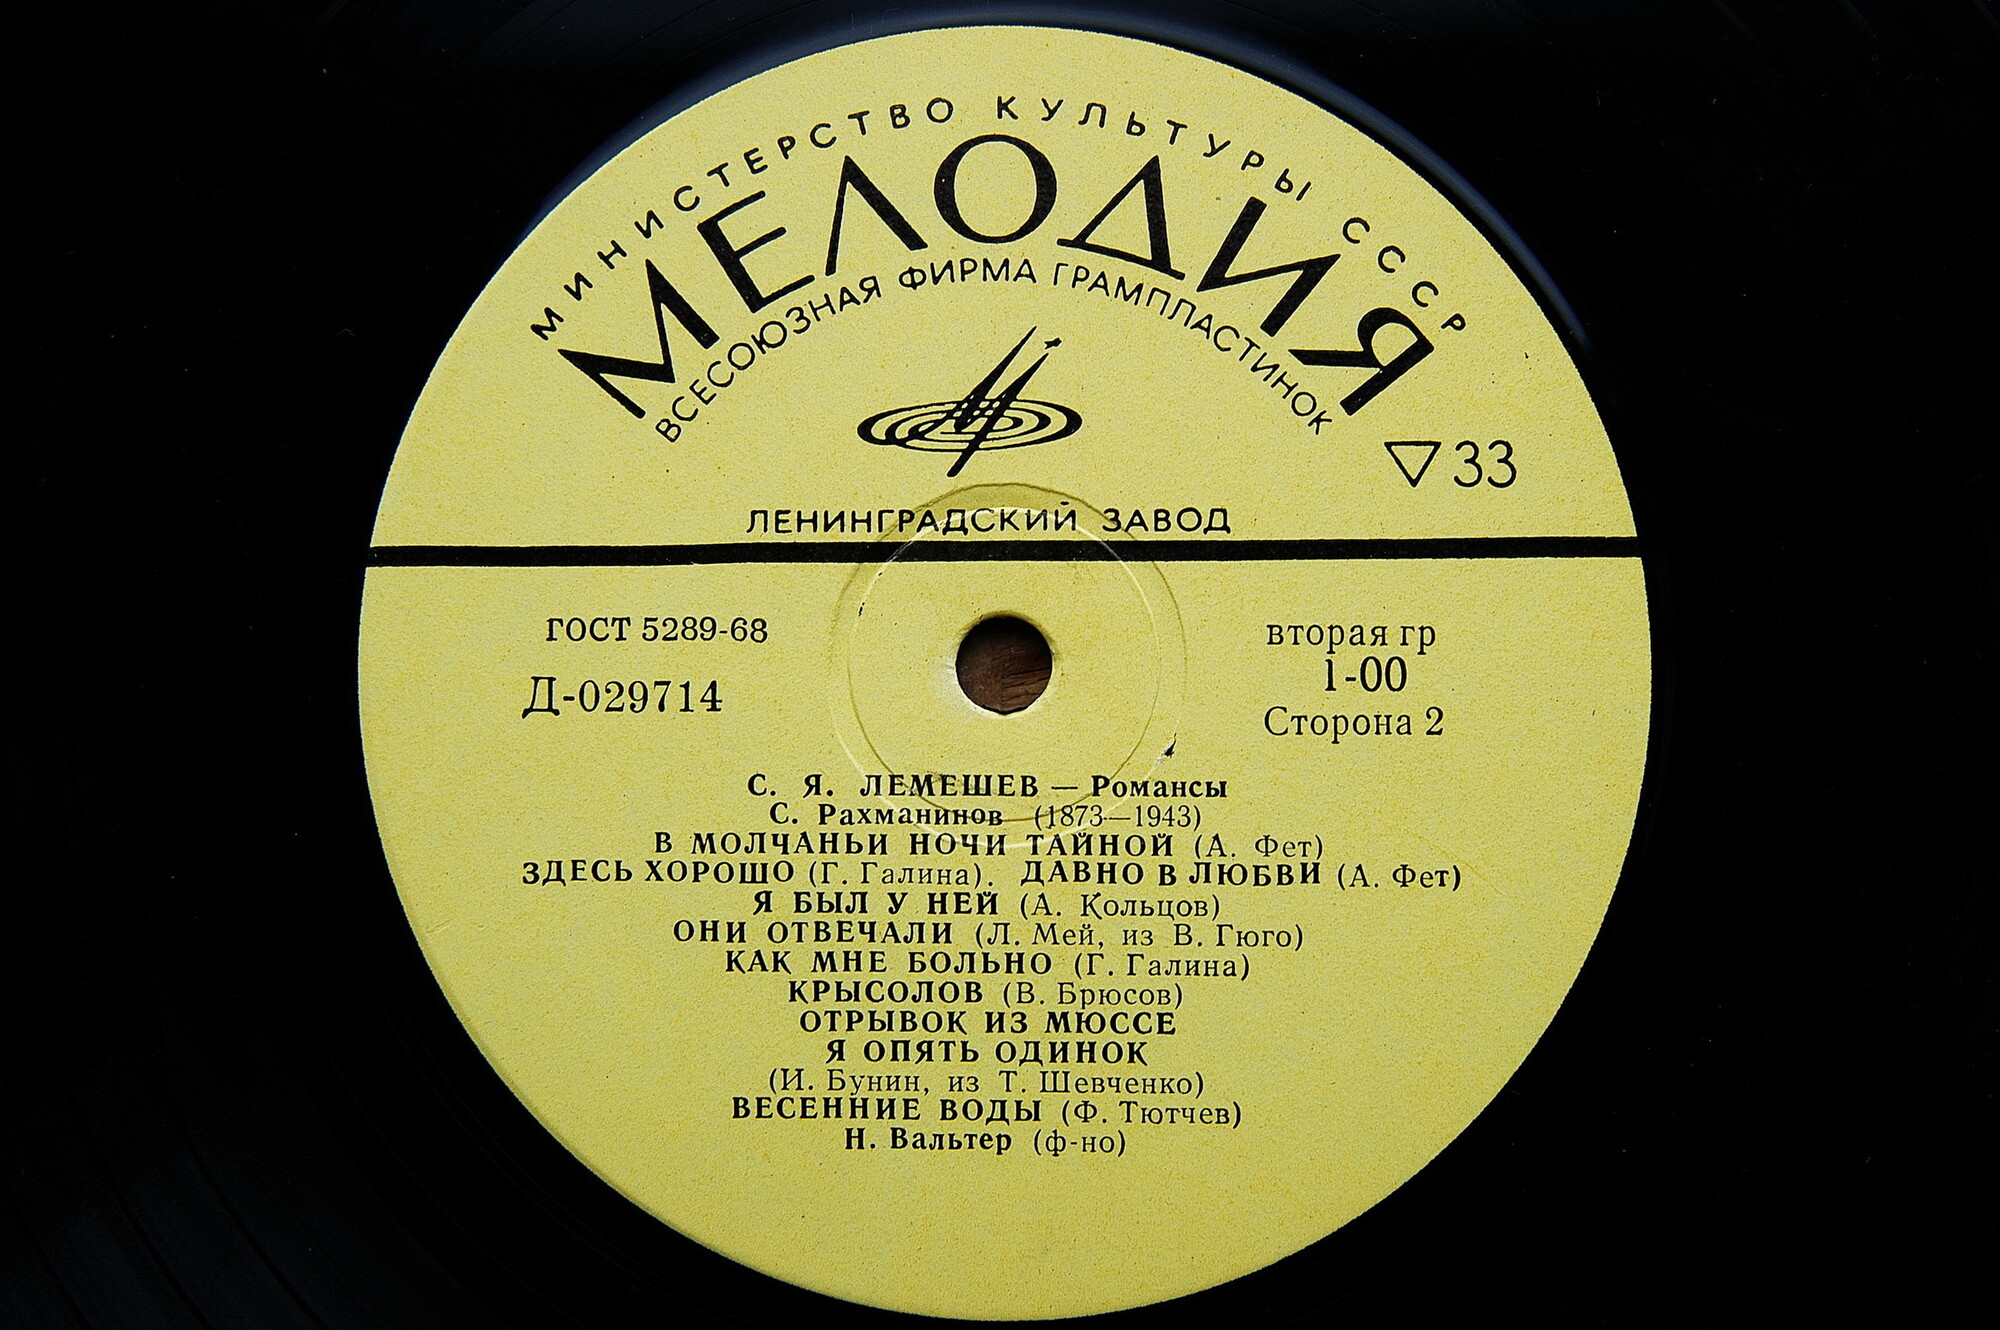 МИНИСТЕРСТВО КУЛЬТУРЫ СССР
МЕЛОДИЯ
ВСЕСОЮЗНАЯ ФИРМА ГРАМПЛАСТИНОК
33
ЛЕНИНГРАДСКИЙ ЗАВОД
ГОСТ 5289-68
Д-029714
вторая гр
1-00
Сторона 2
С. Я. ЛЕМЕШЕВ — Романсы
С. Рахманинов (1873—1943)
В МОЛЧАНЬИ НОЧИ ТАЙНОЙ (А. Фет)
ЗДЕСЬ ХОРОШО (Г. Галина). ДАВНО В ЛЮБВИ (А. Фет)
Я БЫЛ У НЕЙ (А. Кольцов)
ОНИ ОТВЕЧАЛИ (Л. Мей, из В. Гюго)
КАК МНЕ БОЛЬНО (Г. Галина)
КРЫСОЛОВ (В. Брюсов)
ОТРЫВОК ИЗ МЮССЕ
Я ОПЯТЬ ОДИНОК
(И. Бунин, из Т. Шевченко)
ВЕСЕННИЕ ВОДЫ (Ф. Тютчев)
Н. Вальтер (ф-но)